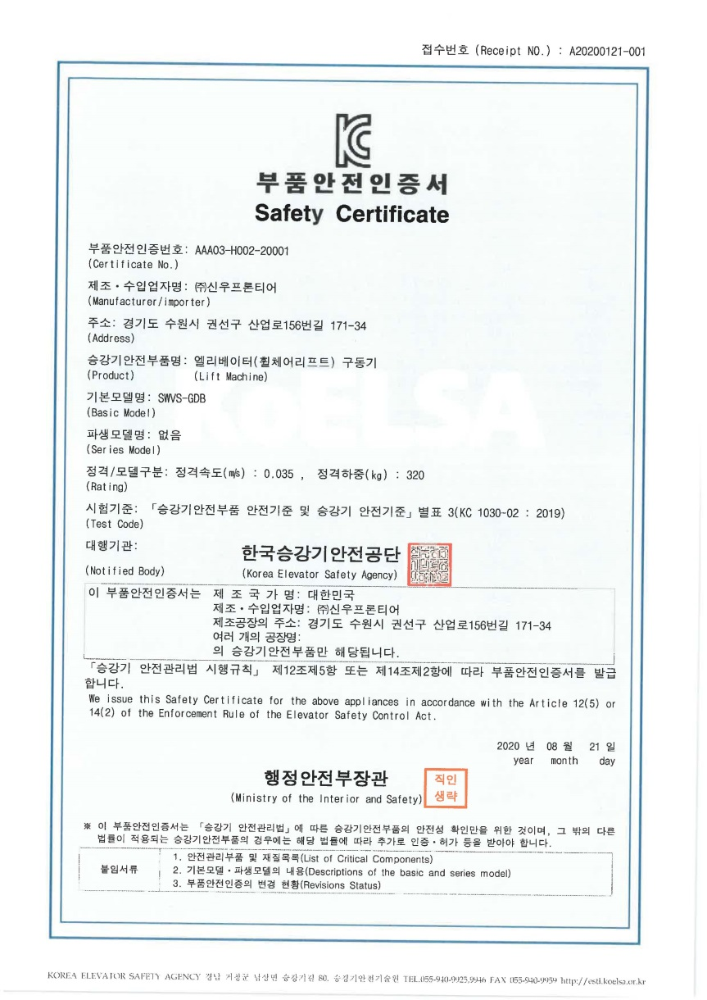 접수번호 (Receipt NO.) : A20200121-001
KC
부품안전인증서
Safety Certificate
부품안전인증번호: AAA03-H002-20001
(Certificate No.)
제조·수입업자명: ㈜신우프론티어
(Manufacturer/importer)
주소: 경기도 수원시 권선구 산업로156번길 171-34
(Address)
승강기안전부품명: 엘리베이터(휠체어리프트) 구동기
(Product) (Lift Machine)
기본모델명: SWVS-GDB
(Basic Model)
KoELSA
파생모델명: 없음
(Series Model)
정격/모델구분: 정격속도(㎧) : 0.035 , 정격하중(kg) : 320
(Rating)
시험기준: 「승강기안전부품 안전기준 및 승강기 안전기준」별표 3(KC 1030-02 : 2019)
(Test Code)
대행기관: 한국승강기안전공단
(Notified Body) (Korea Elevator Safety Agency)
이 부품안전인증서는 제 조 국 가 명: 대한민국
제조·수입업자명: ㈜신우프론티어
제조공장의 주소: 경기도 수원시 권선구 산업로156번길 171-34
여러 개의 공장명:
의 승강기안전부품만 해당됩니다.
「승강기 안전관리법 시행규칙」 제12조제5항 또는 제14조제2항에 따라 부품안전인증서를 발급
합니다.
We issue this Safety Certificate for the above appliances in accordance with the Article 12(5) or
14(2) of the Enforcement Rule of the Elevator Safety Control Act.
2020 년 08 월 21 일
year month day
행정안전부장관
(Ministry of the Interior and Safety)
직인
생략
※ 이 부품안전인증서는 「승강기 안전관리법」에 따른 승강기안전부품의 안전성 확인만을 위한 것이며, 그 밖의 다른
법률이 적용되는 승강기안전부품의 경우에는 해당 법률에 따라 추가로 인증·허가 등을 받아야 합니다.
붙임서류
1. 안전관리부품 및 재질목록(List of Critical Components)
2. 기본모델·파생모델의 내용(Descriptions of the basic and series model)
3. 부품안전인증의 변경 현황(Revisions Status)
KOREA ELEVATOR SAFETY AGENCY 경남 거창군 남상면 승강기길 80, 승강기안전기술원 TEL.055-940-9925,9946 FAX 055-940-9959 http://esti.koelsa.or.kr